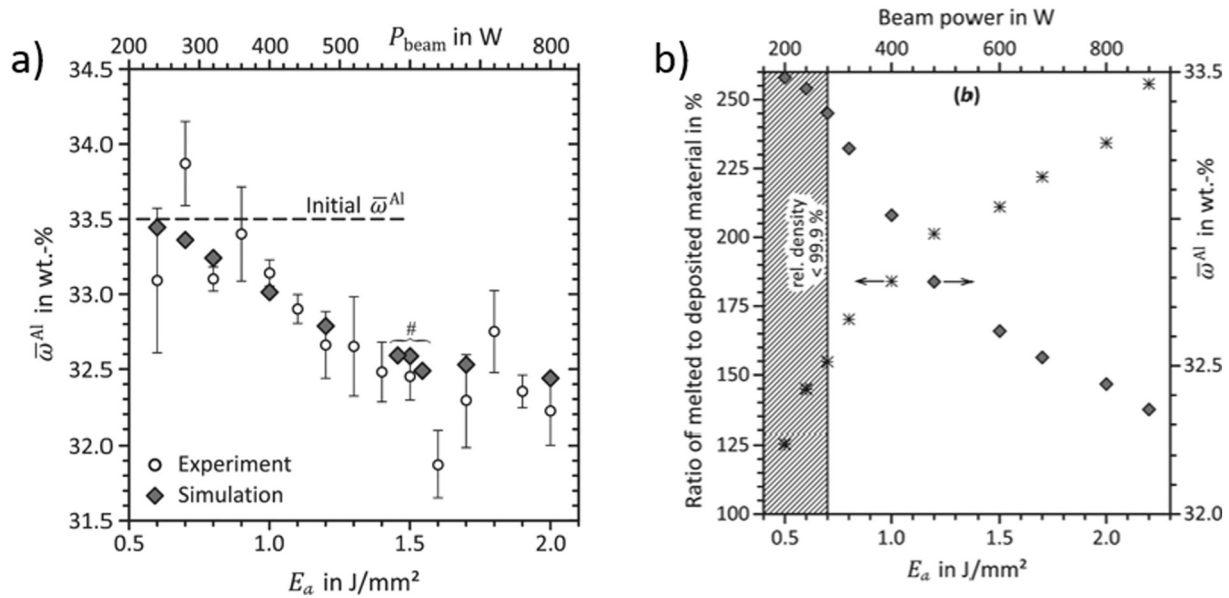 a)
P_beam in W
200 300 400 500 800
34.5
34.0
33.5
33.0
32.5
32.0
31.5
ω̅^Al in wt.-%
Initial ω̅^Al
#
Experiment
Simulation
0.5 1.0 1.5 2.0
E_a in J/mm²
b)
Beam power in W
200 400 600 800
(b)
250
225
200
175
150
125
100
Ratio of melted to deposited material in %
rel. density
< 99.9 %
33.5
32.5
32.0
ω̅^Al in wt.-%
0.5 1.0 1.5 2.0
E_a in J/mm²